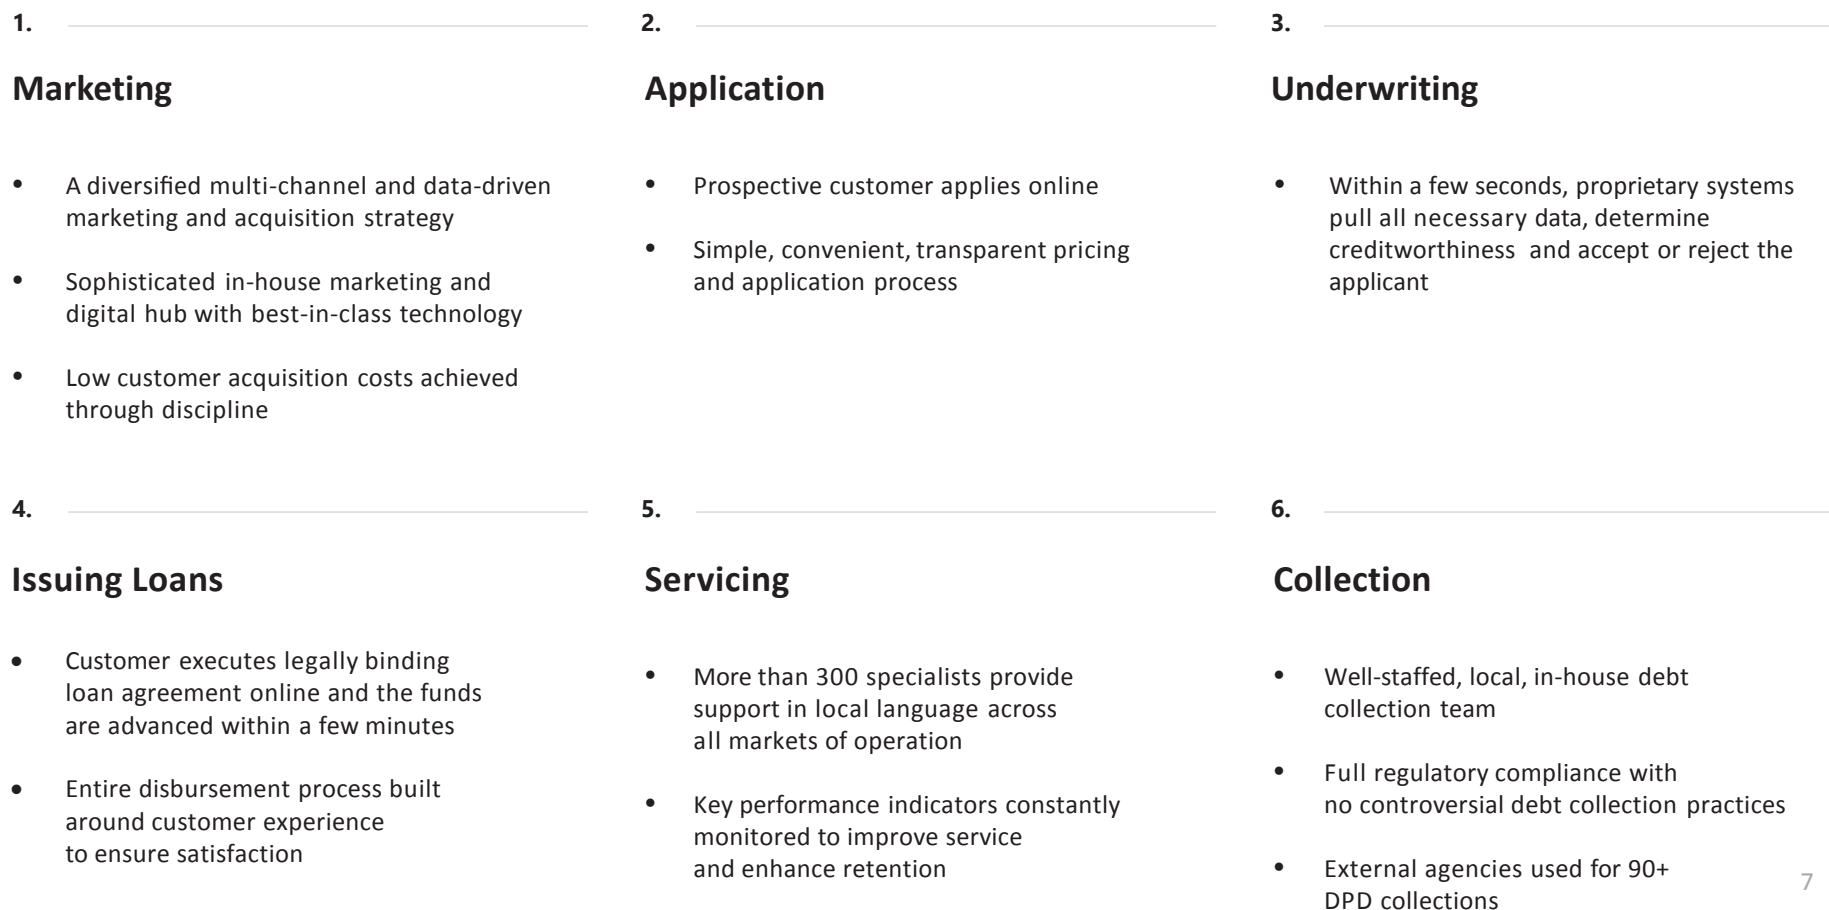 1.
Marketing
• A diversified multi-channel and data-driven
marketing and acquisition strategy
• Sophisticated in-house marketing and
digital hub with best-in-class technology
• Low customer acquisition costs achieved
through discipline
2.
Application
• Prospective customer applies online
• Simple, convenient, transparent pricing
and application process
3.
Underwriting
• Within a few seconds, proprietary systems
pull all necessary data, determine
creditworthiness and accept or reject the
applicant
4.
Issuing Loans
• Customer executes legally binding
loan agreement online and the funds
are advanced within a few minutes
• Entire disbursement process built
around customer experience
to ensure satisfaction
5.
Servicing
• More than 300 specialists provide
support in local language across
all markets of operation
• Key performance indicators constantly
monitored to improve service
and enhance retention
6.
Collection
• Well-staffed, local, in-house debt
collection team
• Full regulatory compliance with
no controversial debt collection practices
• External agencies used for 90+
DPD collections
7